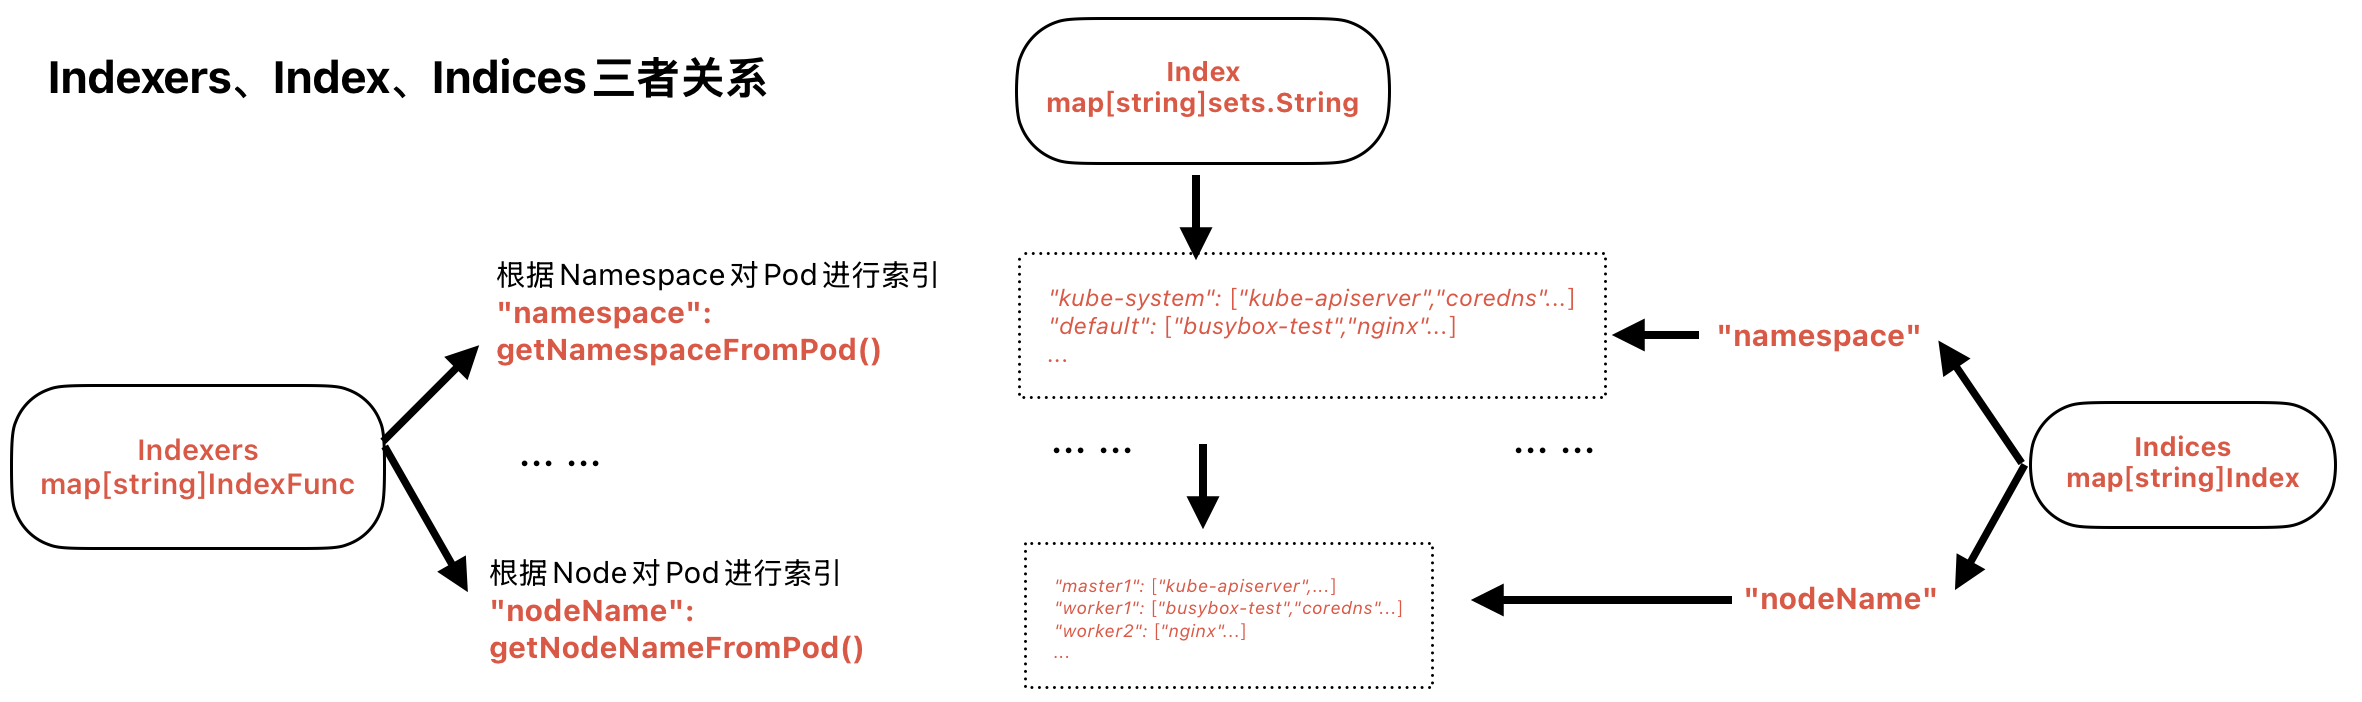 Indexers、Index、Indices三者关系
Index
map[string]sets.String
根据Namespace对Pod进行索引
"namespace":
getNamespaceFromPod()
"kube-system": ["kube-apiserver","coredns"...]
"default": ["busybox-test","nginx"...]
...
"namespace"
Indexers
map[string]IndexFunc
... ...
... ...
... ...
Indices
map[string]Index
根据Node对Pod进行索引
"nodeName":
getNodeNameFromPod()
"master1": ["kube-apiserver",...]
"worker1": ["busybox-test","coredns"...]
"worker2": ["nginx"...]
...
"nodeName"